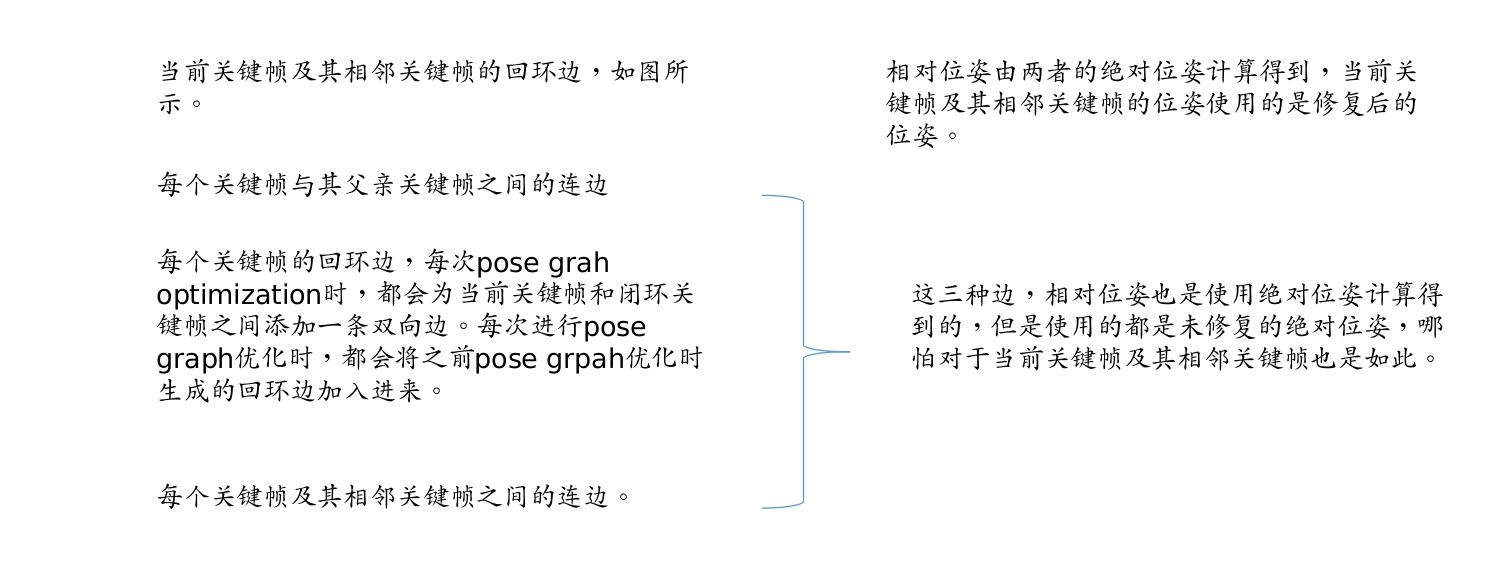 当前关键帧及其相邻关键帧的回环边，如图所
示。
相对位姿由两者的绝对位姿计算得到，当前关
键帧及其相邻关键帧的位姿使用的是修复后的
位姿。
每个关键帧与其父亲关键帧之间的连边
每个关键帧的回环边，每次pose grah
optimization时，都会为当前关键帧和闭环关
键帧之间添加一条双向边。每次进行pose
graph优化时，都会将之前pose grpah优化时
生成的回环边加入进来。
这三种边，相对位姿也是使用绝对位姿计算得
到的，但是使用的都是未修复的绝对位姿，哪
怕对于当前关键帧及其相邻关键帧也是如此。
每个关键帧及其相邻关键帧之间的连边。